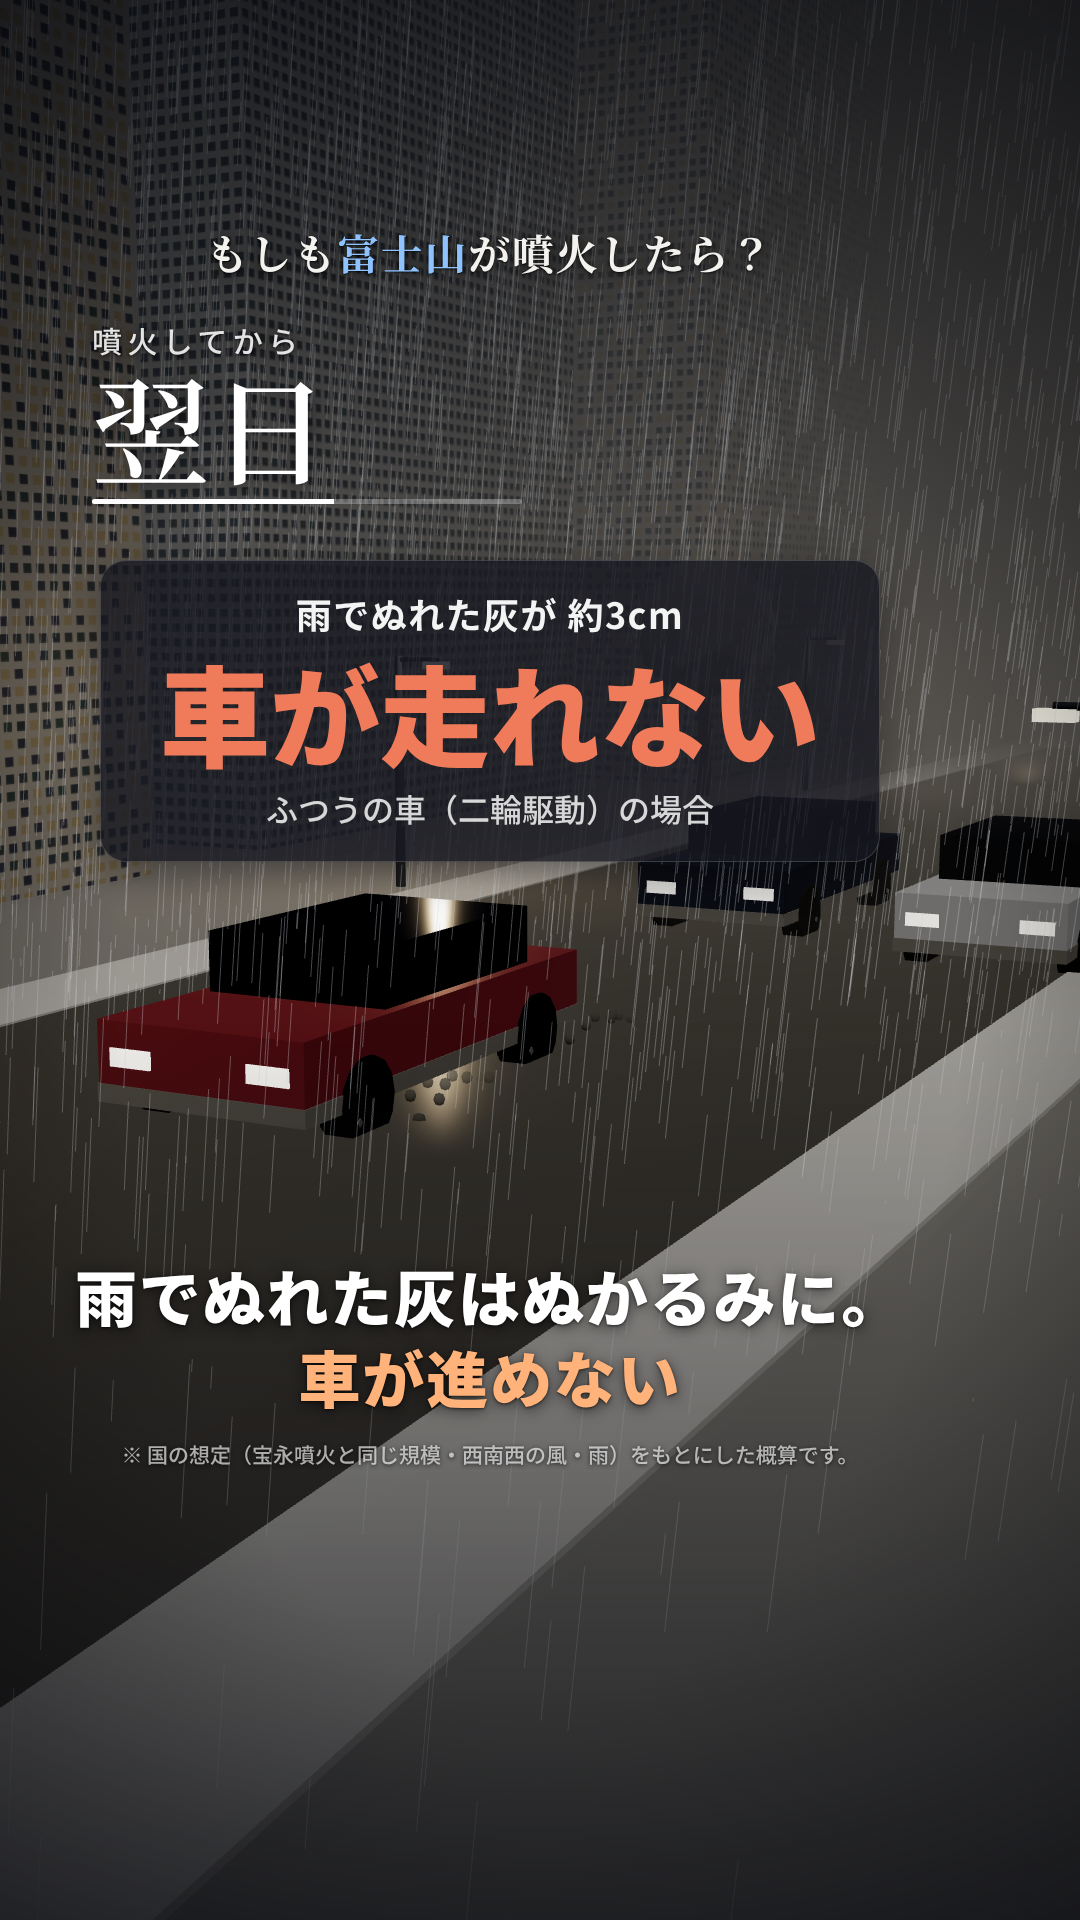 もしも富士山が噴火したら？
噴火してから
翌日
雨でぬれた灰が 約3cm
車が走れない
ふつうの車（二輪駆動）の場合
雨でぬれた灰はぬかるみに。
車が進めない
※ 国の想定（宝永噴火と同じ規模・西南西の風・雨）をもとにした概算です。